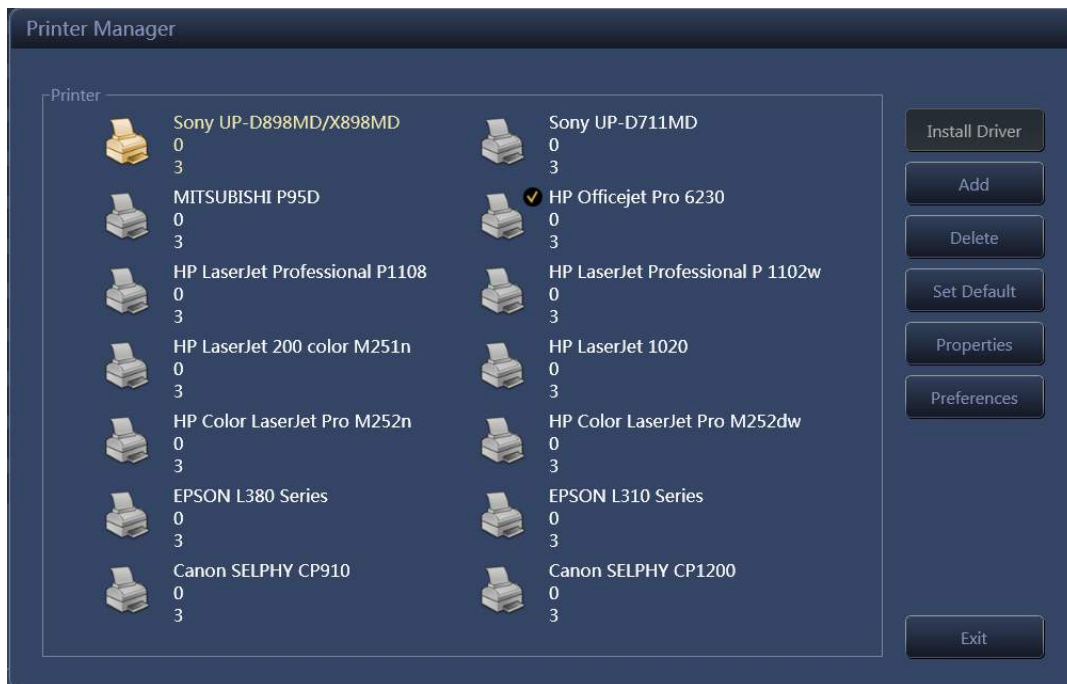 Printer Manager
Printer
Sony UP-D898MD/X898MD
0
3
Sony UP-D711MD
0
3
MITSUBISHI P95D
0
3
HP Officejet Pro 6230
0
3
HP LaserJet Professional P1108
0
3
HP LaserJet Professional P 1102w
0
3
HP LaserJet 200 color M251n
0
3
HP LaserJet 1020
0
3
HP Color LaserJet Pro M252n
0
3
HP Color LaserJet Pro M252dw
0
3
EPSON L380 Series
0
3
EPSON L310 Series
0
3
Canon SELPHY CP910
0
3
Canon SELPHY CP1200
0
3
Install Driver
Add
Delete
Set Default
Properties
Preferences
Exit